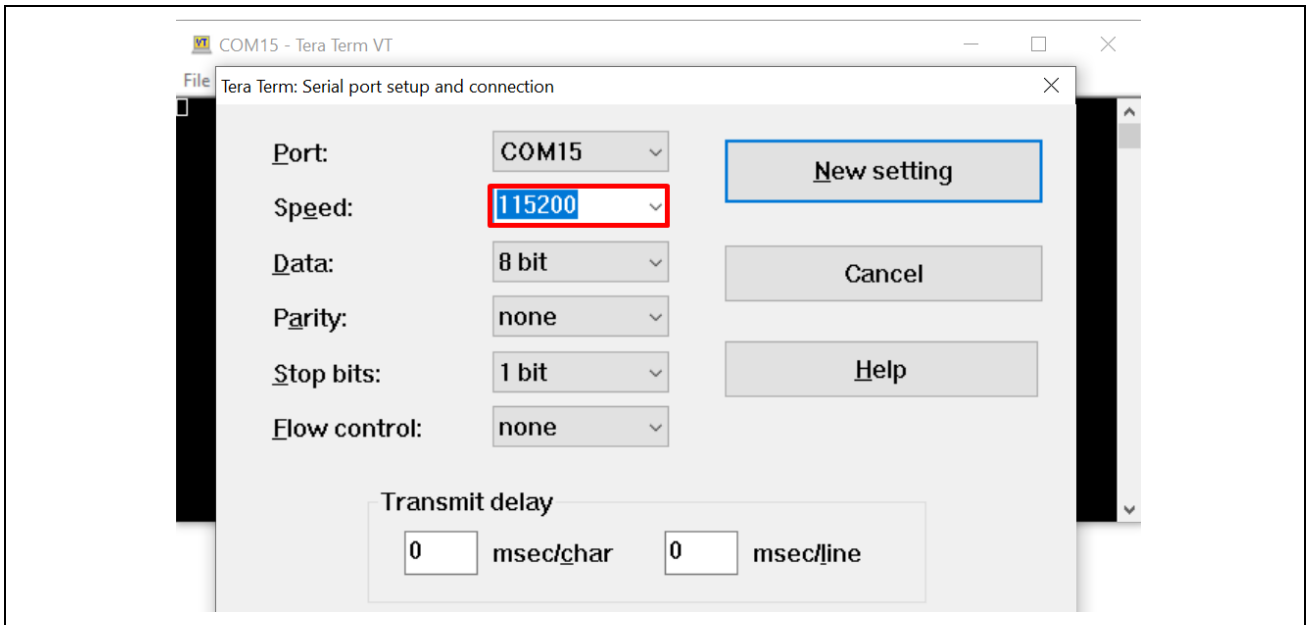 VT COM15 - Tera Term VT
File
Tera Term: Serial port setup and connection
Port: COM15 New setting
Speed: 115200
Data: 8 bit Cancel
Parity: none
Stop bits: 1 bit Help
Flow control: none
Transmit delay
0 msec/char 0 msec/line